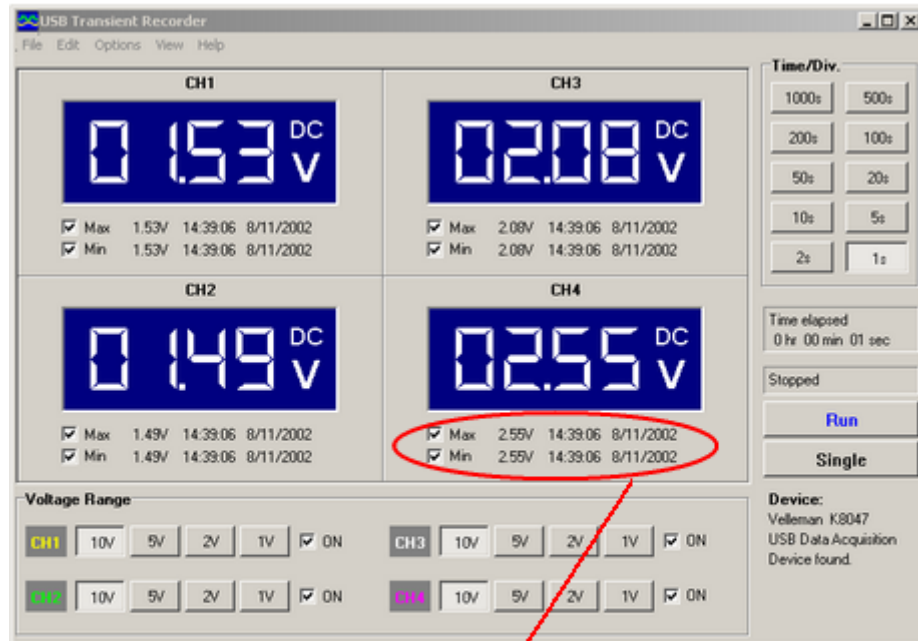 USB Transient Recorder
File Edit Options View Help
CH1
01.53 DC V
Max 1.53V 14:39:06 8/11/2002
Min 1.53V 14:39:06 8/11/2002
CH3
02.08 DC V
Max 2.08V 14:39:06 8/11/2002
Min 2.08V 14:39:06 8/11/2002
CH2
01.49 DC V
Max 1.49V 14:39:06 8/11/2002
Min 1.49V 14:39:06 8/11/2002
CH4
02.55 DC V
Max 2.55V 14:39:06 8/11/2002
Min 2.55V 14:39:06 8/11/2002
Time/Div.
1000s 500s
200s 100s
50s 20s
10s 5s
2s 1s
Time elapsed
0 hr 00 min 01 sec
Stopped
Run
Single
Voltage Range
CH1 10V 5V 2V 1V ON
CH3 10V 5V 2V 1V ON
CH2 10V 5V 2V 1V ON
CH4 10V 5V 2V 1V ON
Device:
Velleman K8047
USB Data Acquisition
Device found.